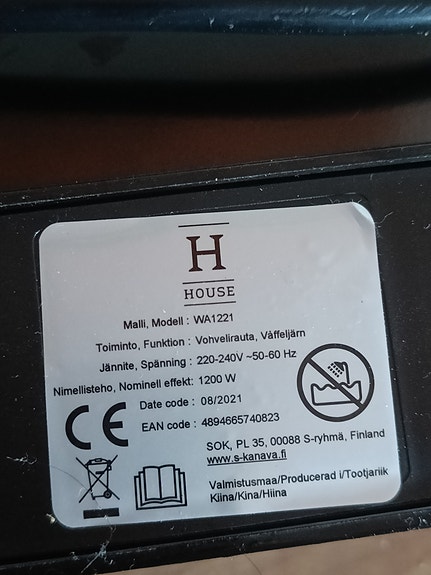 H
HOUSE
Malli, Modell : WA1221
Toiminto, Funktion : Vohvelirauta, Våffeljärn
Jännite, Spänning : 220-240V ~50-60 Hz
Nimellisteho, Nominell effekt: 1200 W
Date code : 08/2021
EAN code : 4894665740823
CE
SOK, PL 35, 00088 S-ryhmä, Finland
www.s-kanava.fi
Valmistusmaa/Producerad i/Tootjariik
Kiina/Kina/Hiina